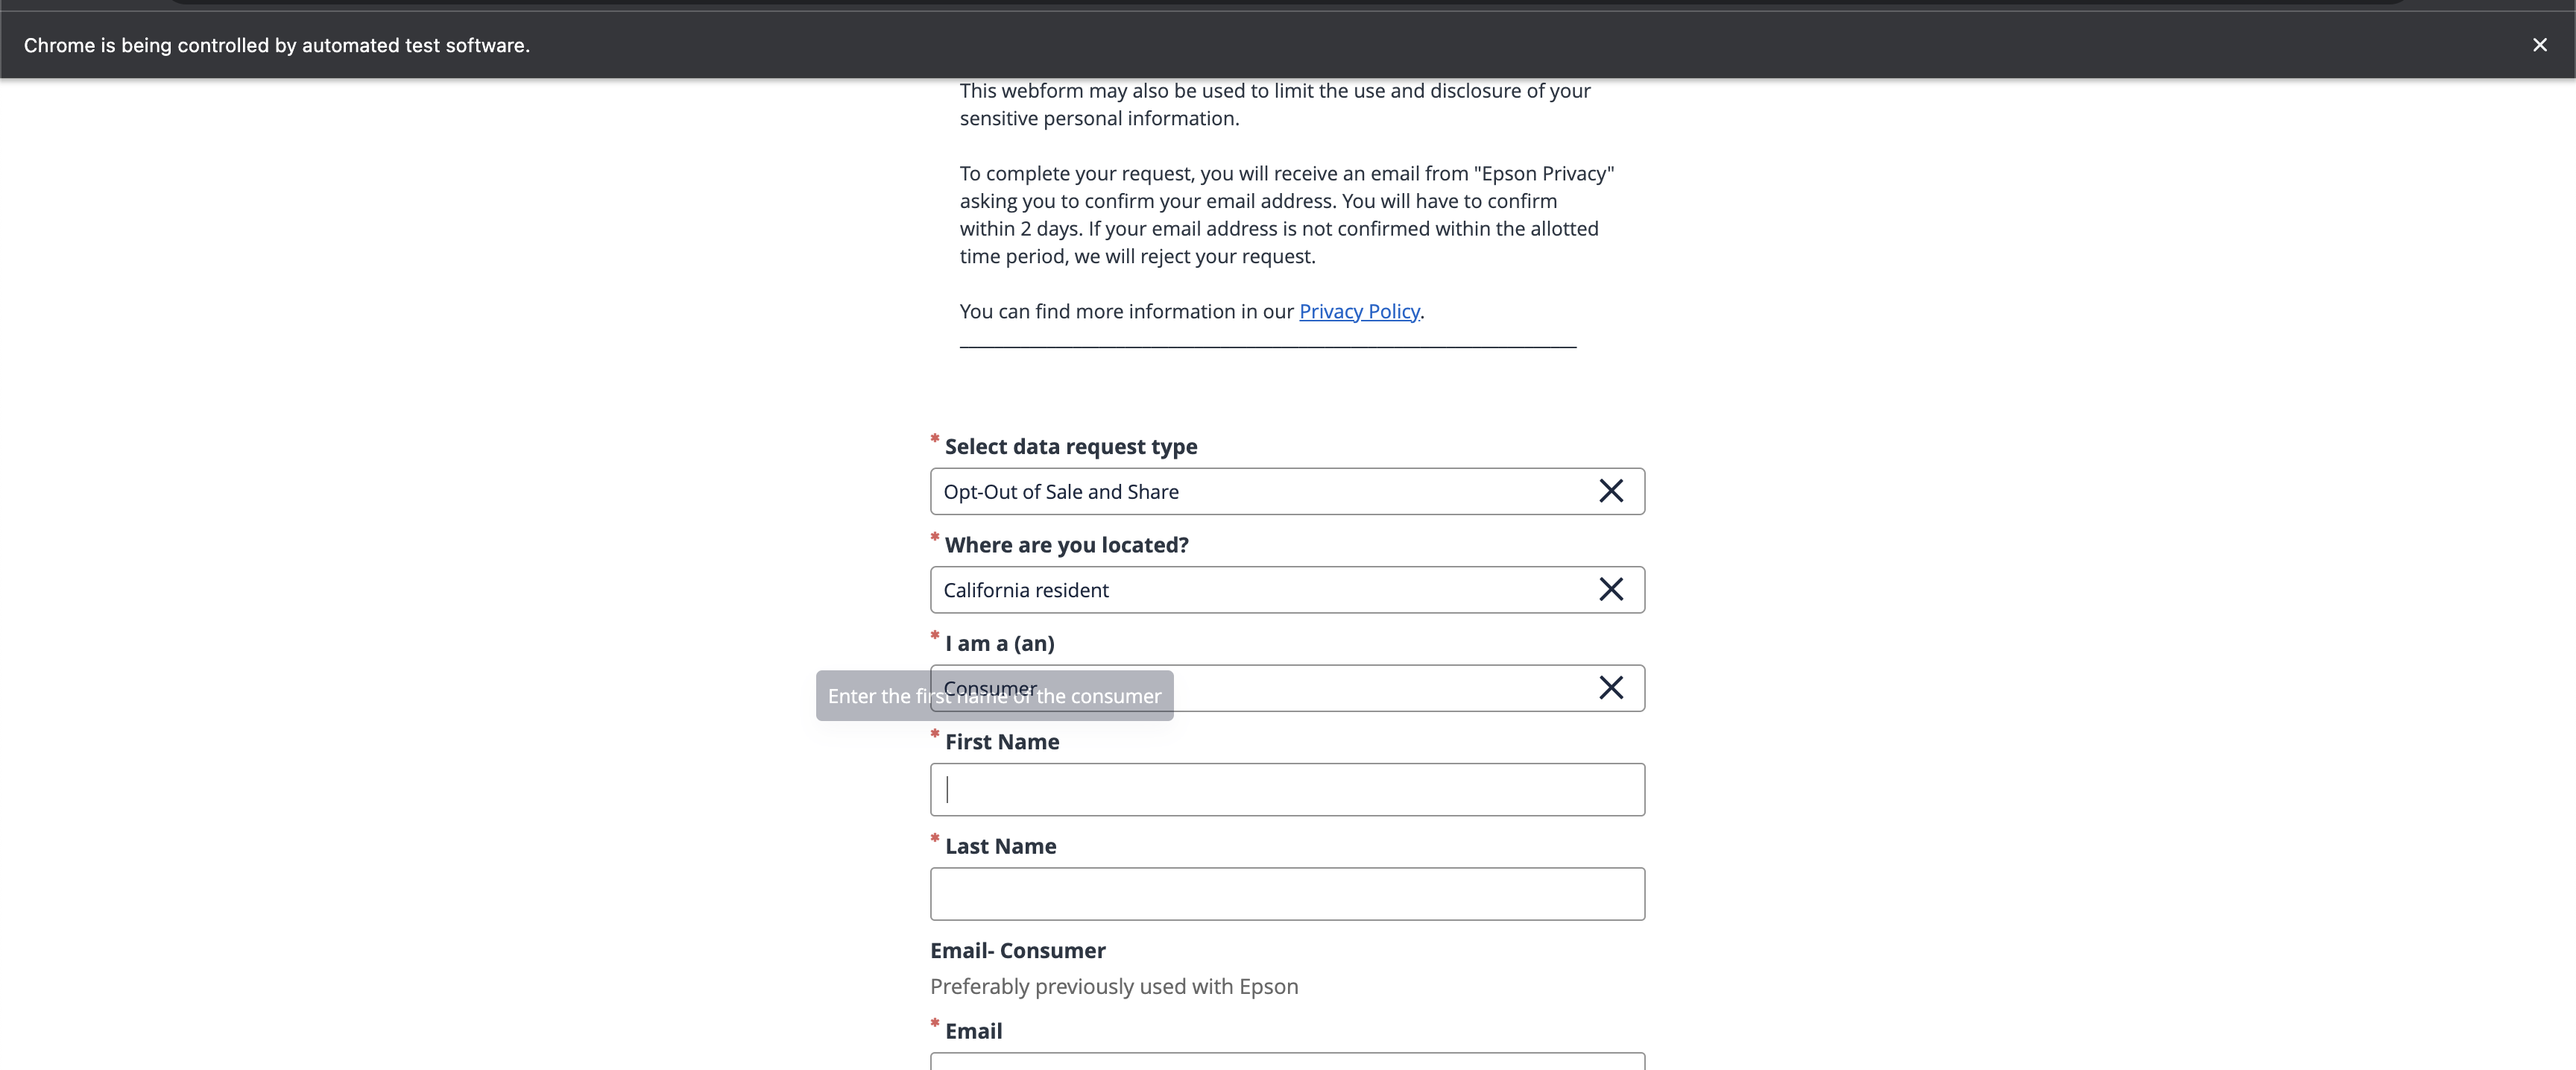 Chrome is being controlled by automated test software.
This webform may also be used to limit the use and disclosure of your
sensitive personal information.
To complete your request, you will receive an email from "Epson Privacy"
asking you to confirm your email address. You will have to confirm
within 2 days. If your email address is not confirmed within the allotted
time period, we will reject your request.
You can find more information in our Privacy Policy.
* Select data request type
Opt-Out of Sale and Share
* Where are you located?
California resident
* I am a (an)
Consumer
Enter the first name of the consumer
* First Name
* Last Name
Email- Consumer
Preferably previously used with Epson
* Email